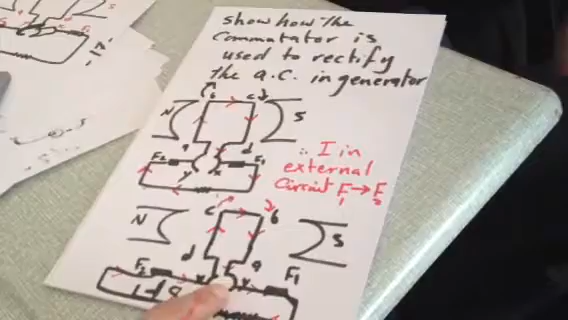 show how the
Commutator is
used to rectify
the a.c. in generator
b c
N S
a d
F2 F1
y x
∴ I in
external
Circuit F1→F2
c b
N S
d a
F2 F1
x y